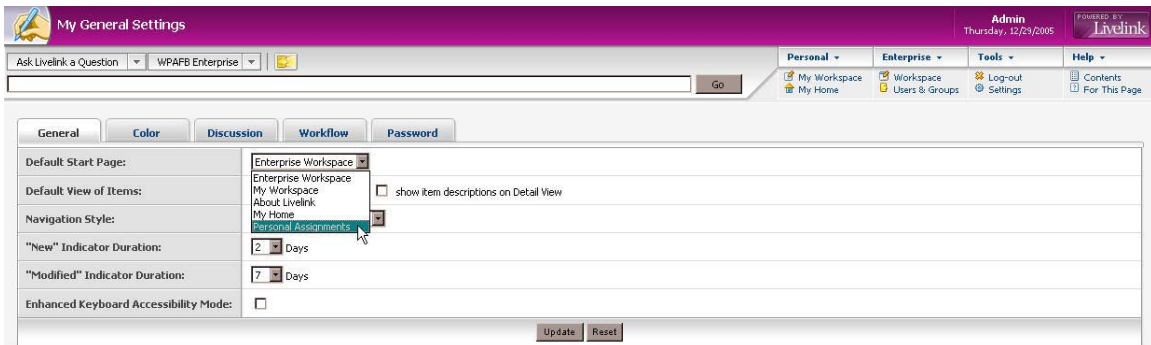 My General Settings
Admin
Thursday, 12/29/2005
POWERED BY
Livelink
Ask Livelink a Question
WPAFB Enterprise
Go
Personal
Enterprise
Tools
Help
My Workspace
Workspace
Log-out
Contents
My Home
Users & Groups
Settings
For This Page
General
Color
Discussion
Workflow
Password
Default Start Page:
Enterprise Workspace
Enterprise Workspace
My Workspace
About Livelink
My Home
Personal Assignments
Default View of Items:
show item descriptions on Detail View
Navigation Style:
"New" Indicator Duration:
2 Days
"Modified" Indicator Duration:
7 Days
Enhanced Keyboard Accessibility Mode:
Update
Reset